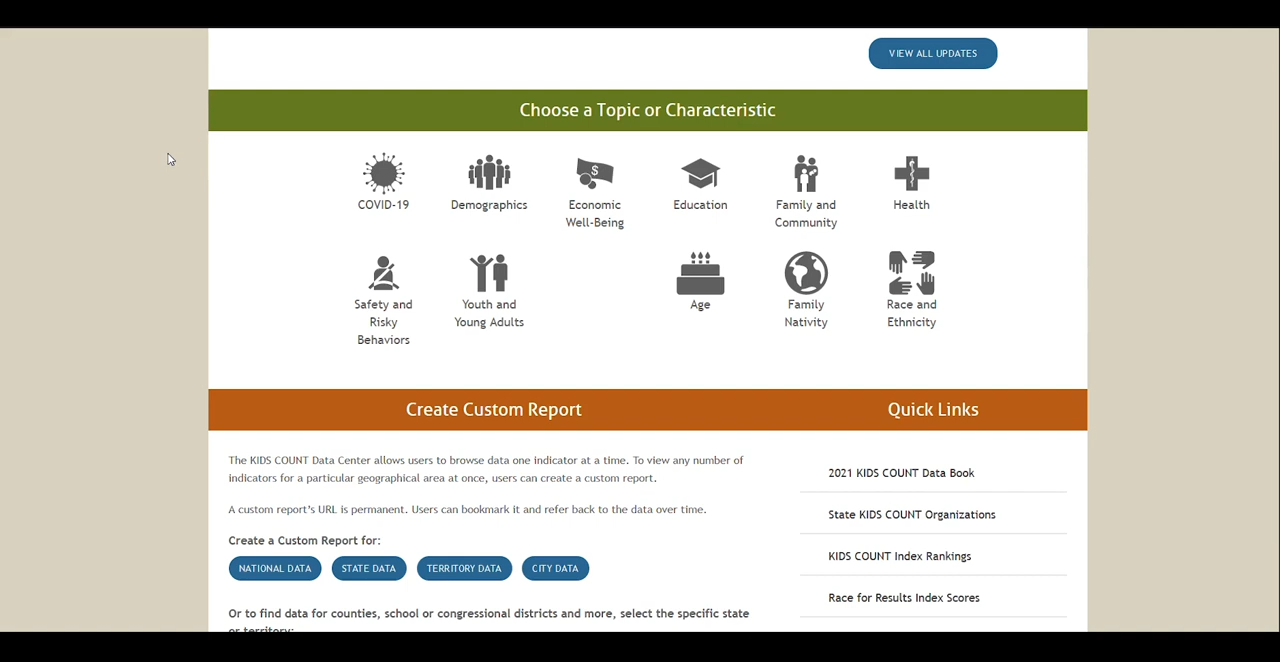 VIEW ALL UPDATES
Choose a Topic or Characteristic
COVID-19
Demographics
Economic
Well-Being
Education
Family and
Community
Health
Safety and
Risky
Behaviors
Youth and
Young Adults
Age
Family
Nativity
Race and
Ethnicity
Create Custom Report
The KIDS COUNT Data Center allows users to browse data one indicator at a time. To view any number of
indicators for a particular geographical area at once, users can create a custom report.
A custom report's URL is permanent. Users can bookmark it and refer back to the data over time.
Create a Custom Report for:
NATIONAL DATA
STATE DATA
TERRITORY DATA
CITY DATA
Or to find data for counties, school or congressional districts and more, select the specific state
or territory:
Quick Links
2021 KIDS COUNT Data Book
State KIDS COUNT Organizations
KIDS COUNT Index Rankings
Race for Results Index Scores